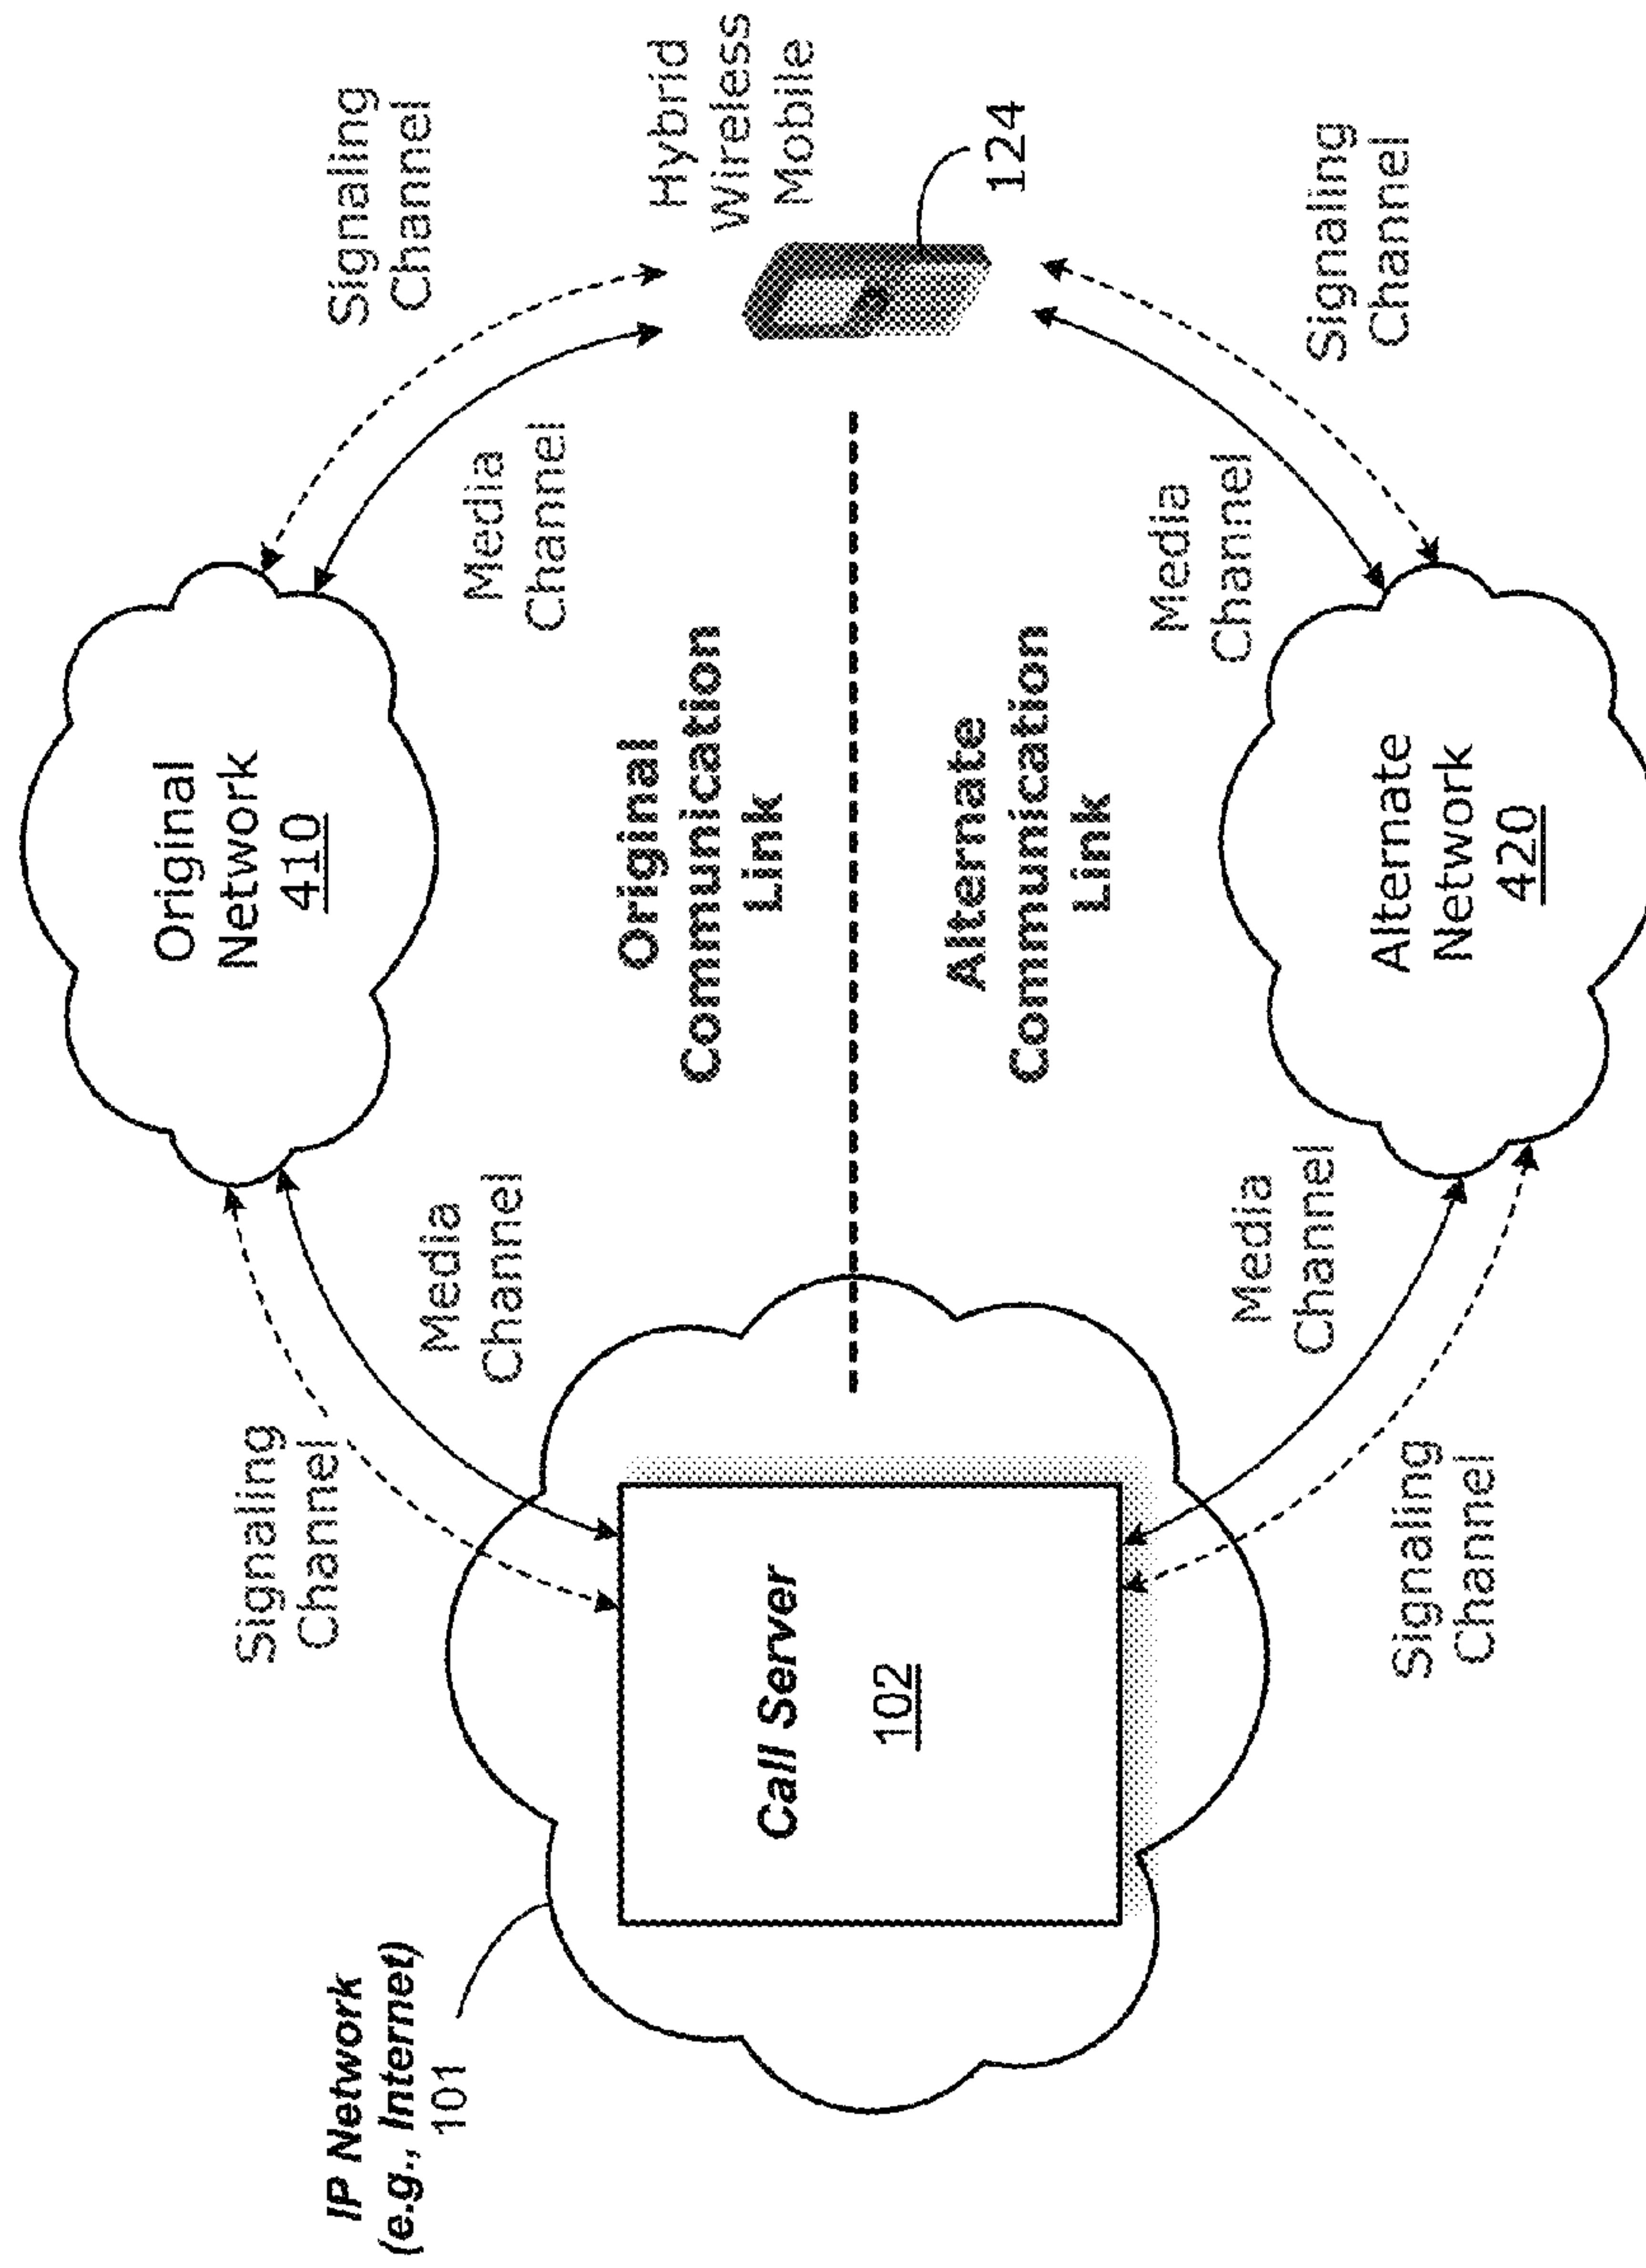 IP Network
(e.g., Internet)
101
Signaling
Channel
Media
Channel
Original
Network
410
Signaling
Channel
Media
Channel
Hybrid
Wireless
Mobile
124
Original
Communication
Link
Call Server
102
Alternate
Communication
Link
Media
Channel
Signaling
Channel
Alternate
Network
420
Media
Channel
Signaling
Channel